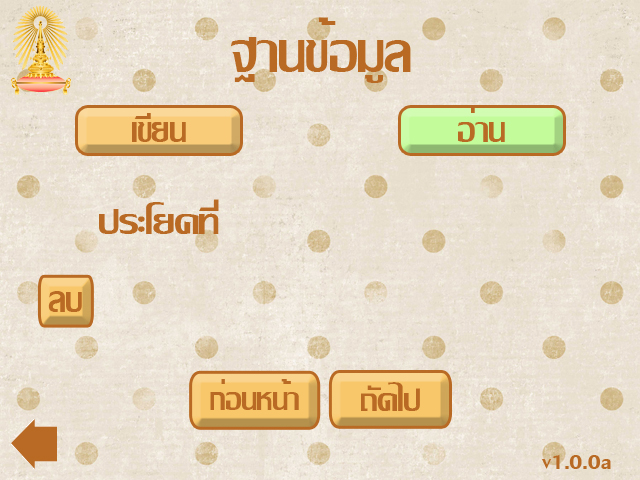 ฐานข้อมูล
เขียน
อ่าน
ประโยคที่
ลบ
ก่อนหน้า
ถัดไป
v1.0.0a